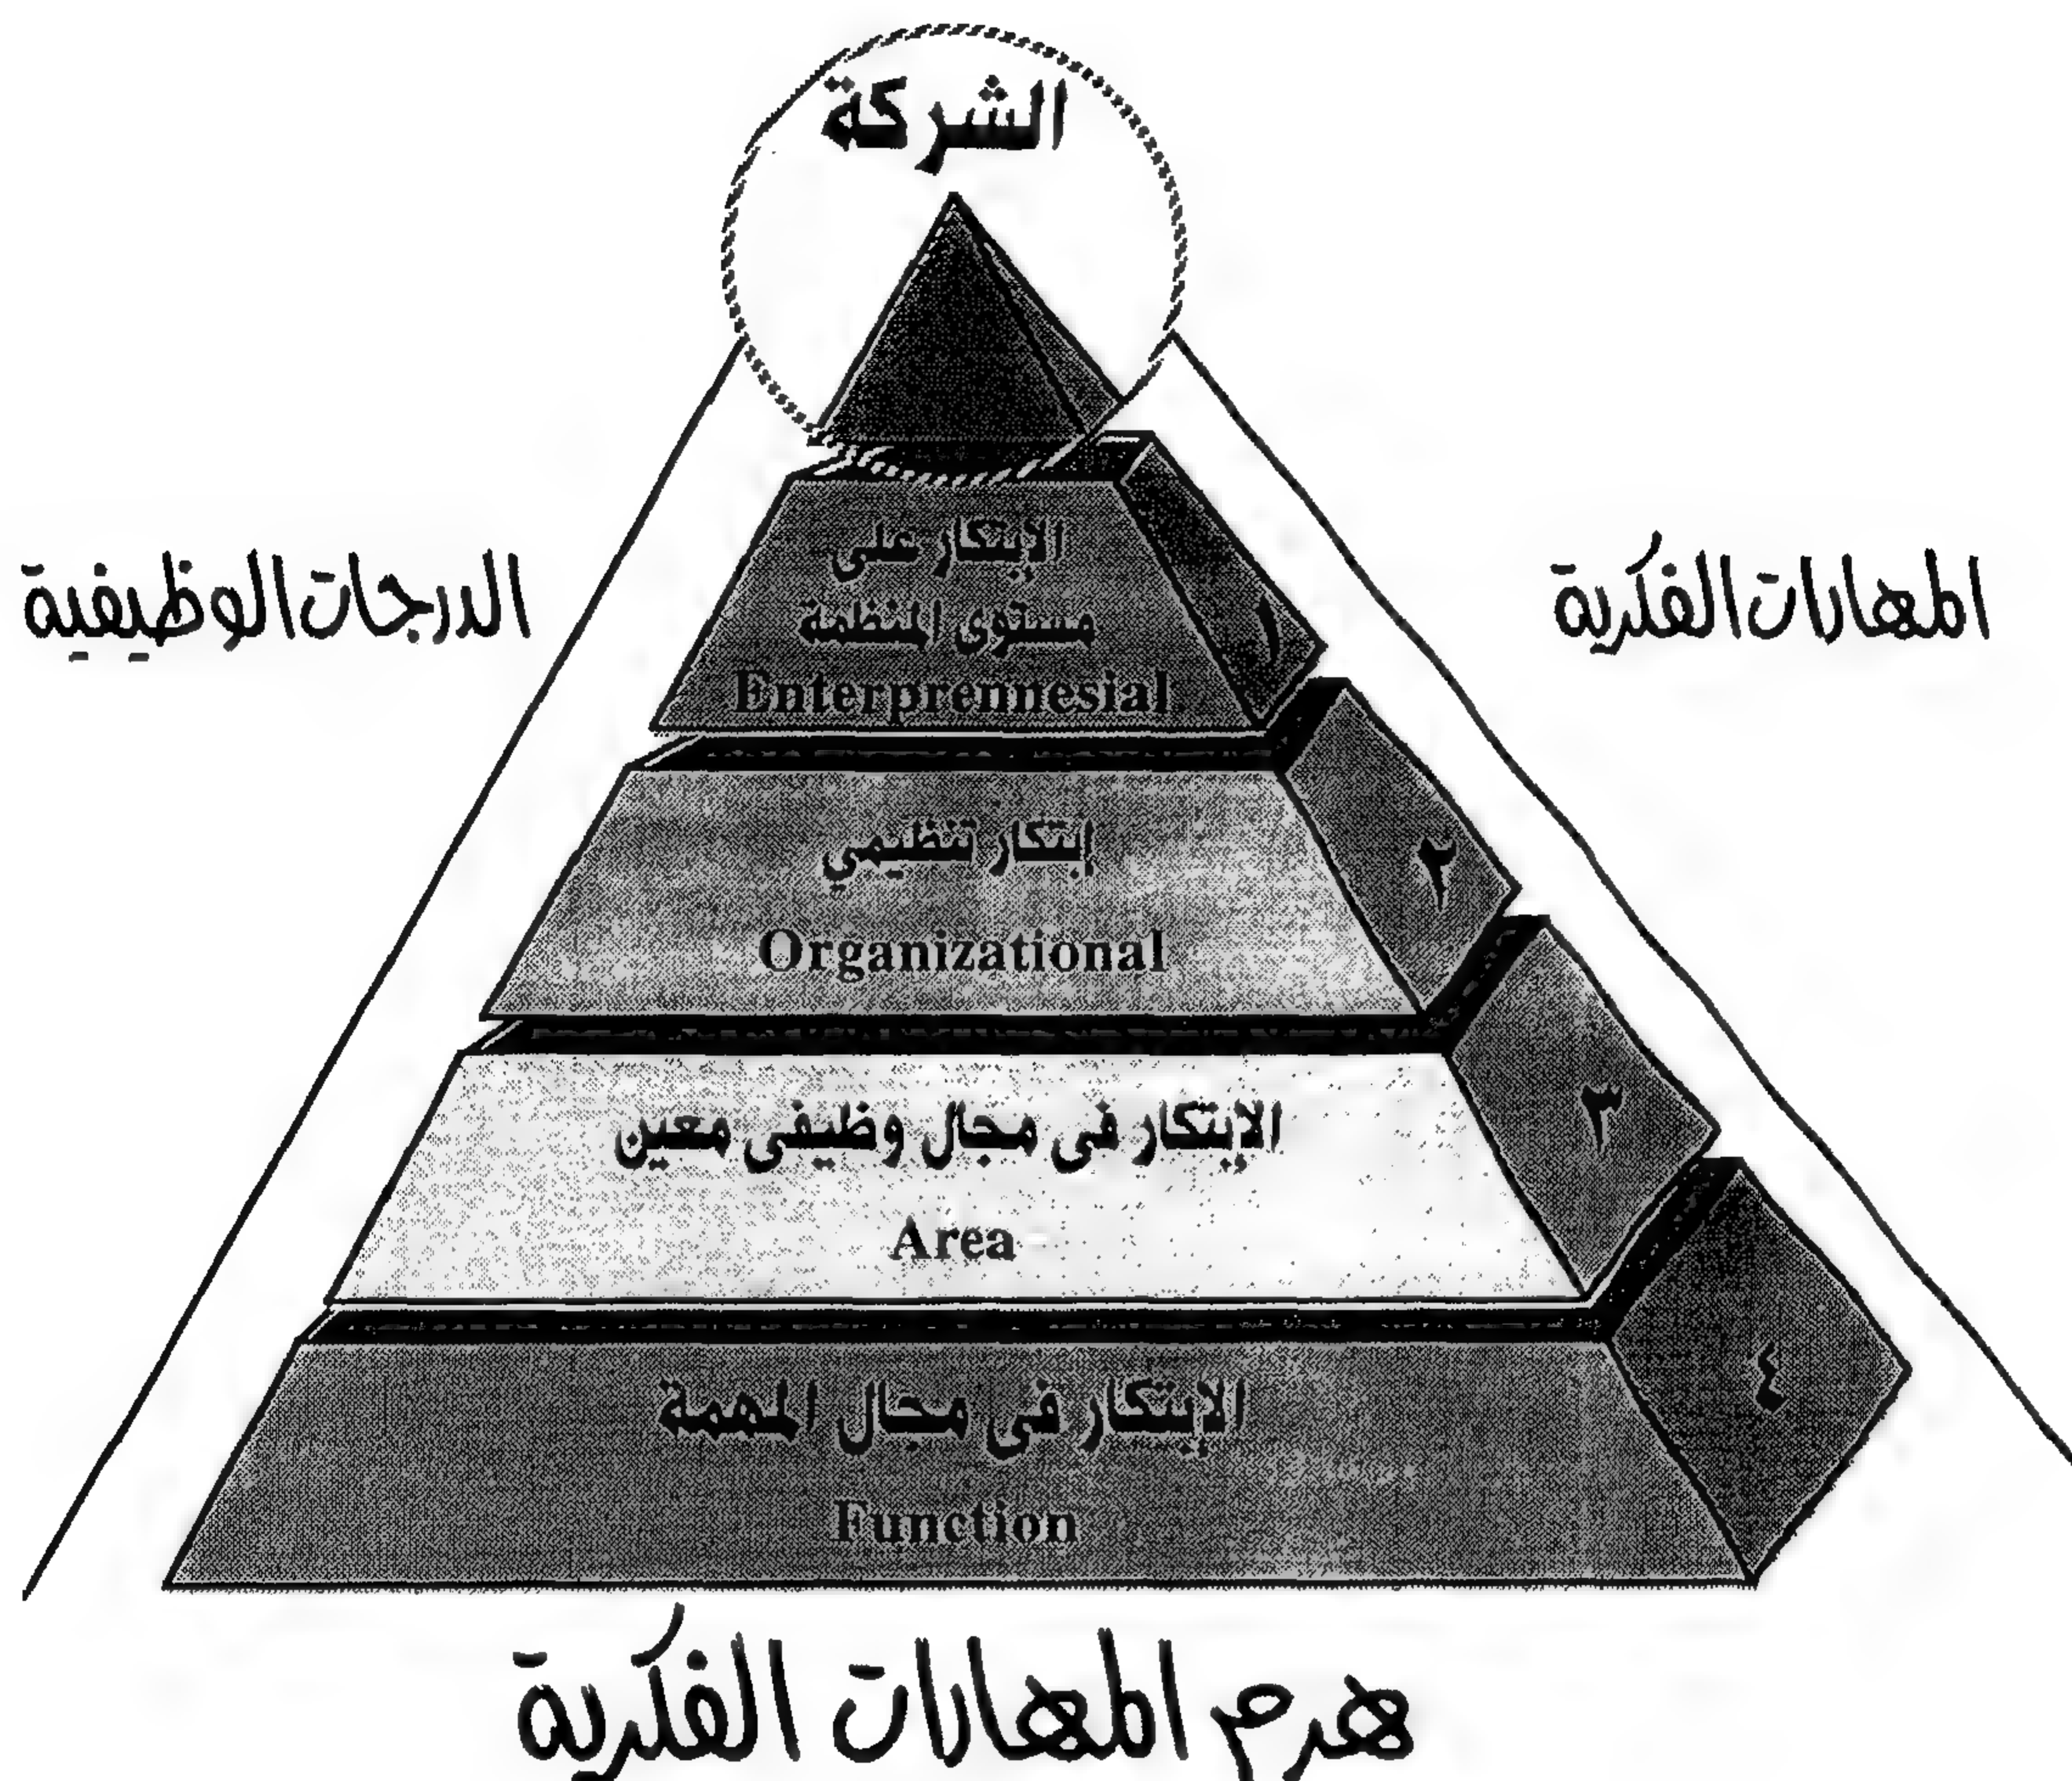 الشركة
المهارات الفكرية
الدرجات الوظيفية
الإبتكار على
مستوى المنظمة
Enterprennesial
١
إبتكار تنظيمي
Organizational
٢
الإبتكار فى مجال وظيفى معين
Area
٣
الإبتكار فى مجال المهمة
Function
٤
هرم المهارات الفكرية